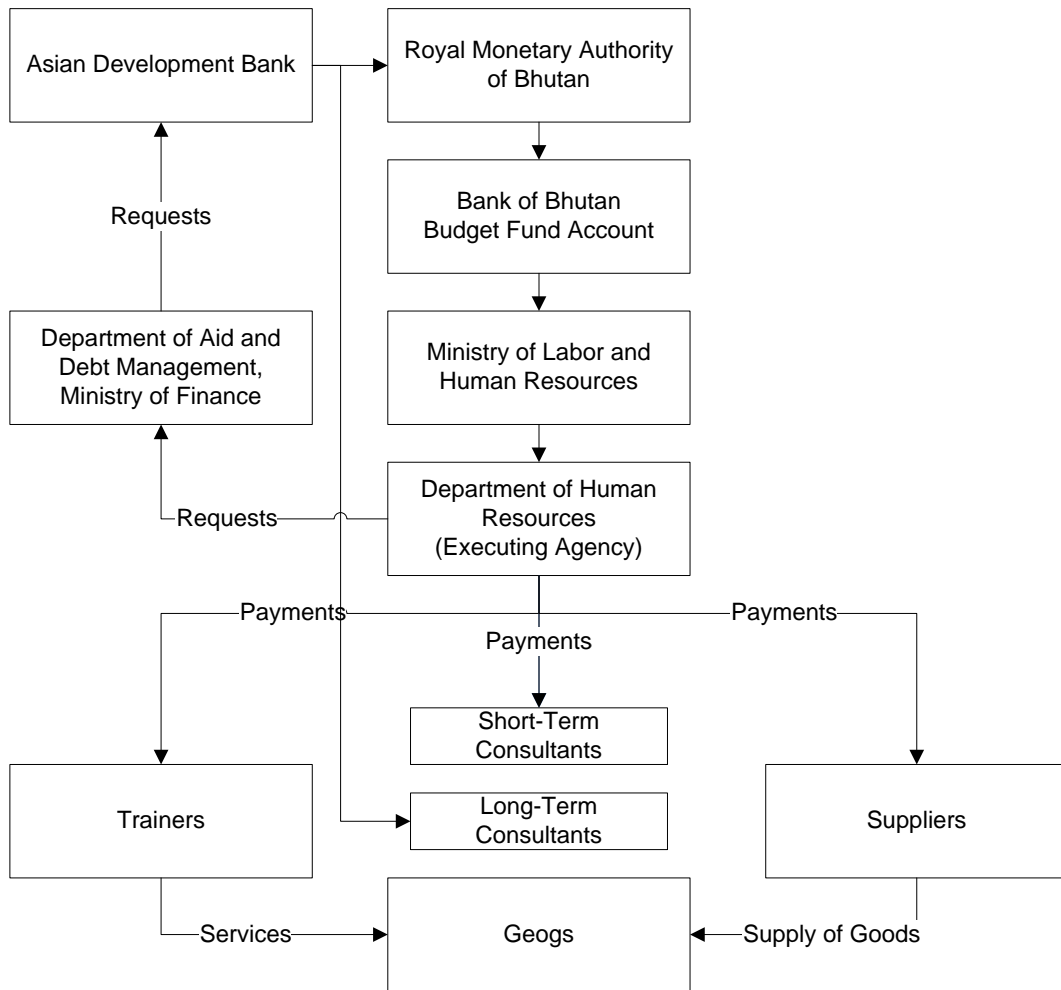 Asian Development Bank
Royal Monetary Authority
of Bhutan
Bank of Bhutan
Budget Fund Account
Requests
Department of Aid and
Debt Management,
Ministry of Finance
Ministry of Labor and
Human Resources
Department of Human
Resources
(Executing Agency)
Requests
Payments
Payments
Payments
Short-Term
Consultants
Trainers
Long-Term
Consultants
Suppliers
Services
Geogs
Supply of Goods